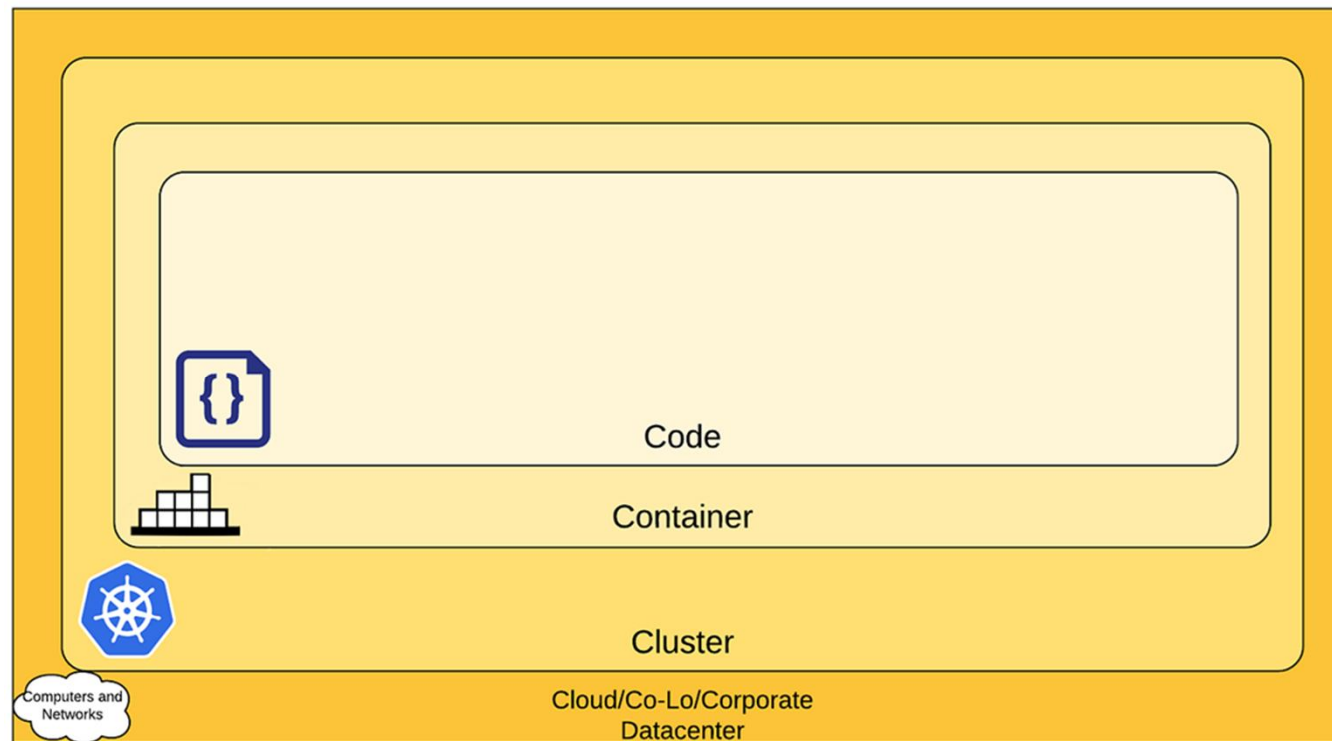 {}
Code
Container
Cluster
Computers and
Networks
Cloud/Co-Lo/Corporate
Datacenter